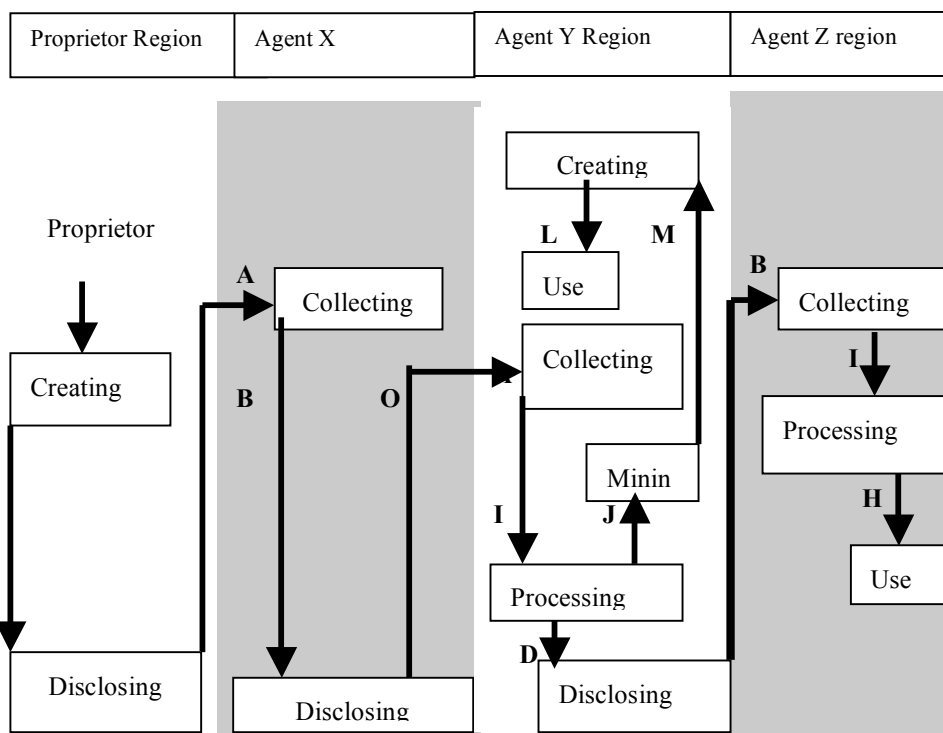 Proprietor Region
Agent X
Agent Y Region
Agent Z region
Creating
Proprietor
L
M
A
B
Use
Collecting
Collecting
Collecting
I
Creating
B
O
Processing
Minin
H
I
J
Use
Processing
D
Disclosing
Disclosing
Disclosing